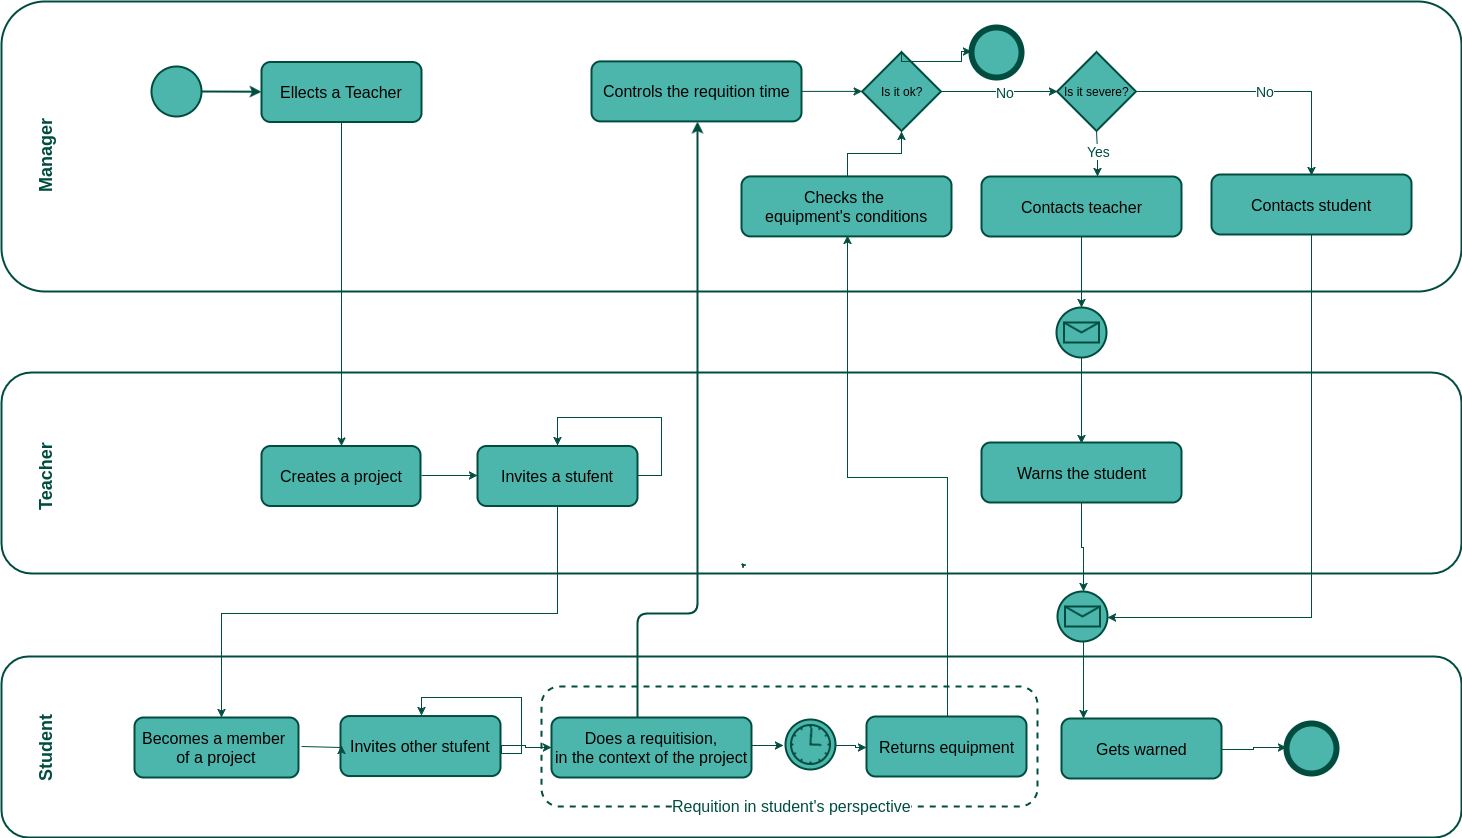 Manager
Ellects a Teacher
Controls the requition time
Is it ok?
No
Is it severe?
No
Yes
Checks the
equipment's conditions
Contacts teacher
Contacts student
Teacher
Creates a project
Invites a stufent
Warns the student
Student
Becomes a member
of a project
Invites other stufent
Does a requitision,
in the context of the project
Returns equipment
Gets warned
Requition in student's perspective